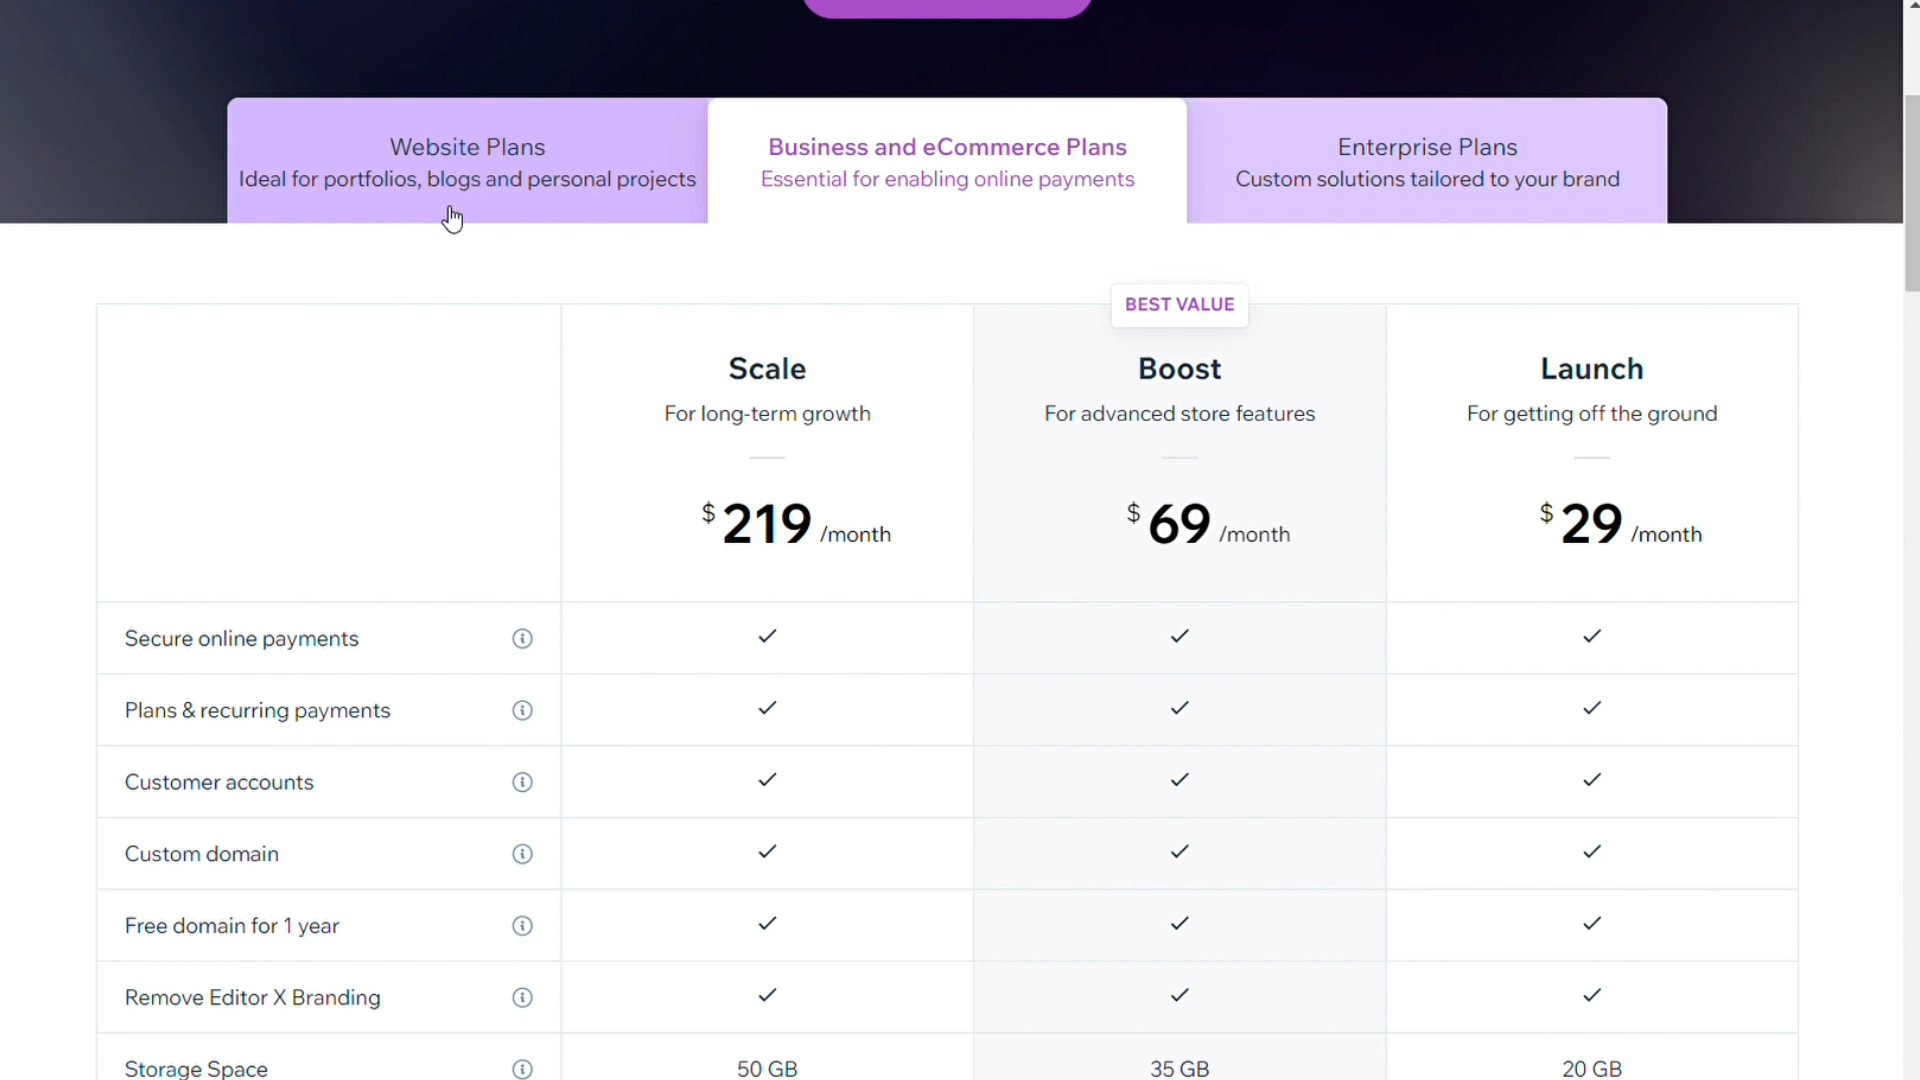 Website Plans
Ideal for portfolios, blogs and personal projects
Business and eCommerce Plans
Essential for enabling online payments
Enterprise Plans
Custom solutions tailored to your brand
BEST VALUE
Scale
For long-term growth
$219 /month
Boost
For advanced store features
$69 /month
Launch
For getting off the ground
$29 /month
Secure online payments
Plans & recurring payments
Customer accounts
Custom domain
Free domain for 1 year
Remove Editor X Branding
Storage Space 50 GB 35 GB 20 GB